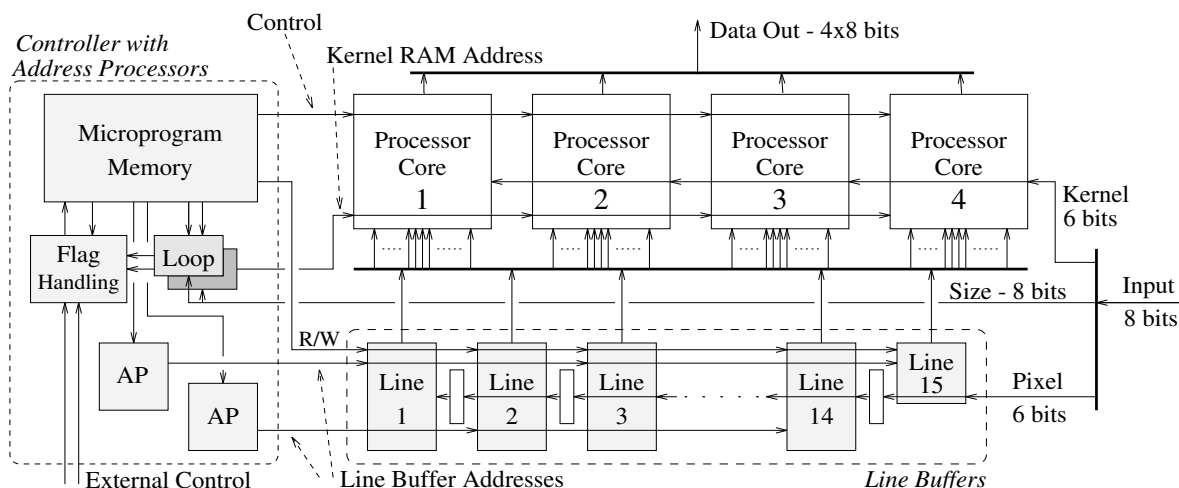 Controller with
Address Processors
Control
Kernel RAM Address
Data Out - 4x8 bits
Microprogram
Memory
Processor
Core
1
Processor
Core
2
Processor
Core
3
Processor
Core
4
Kernel
6 bits
Flag
Handling
Loop
Size - 8 bits
Input
8 bits
R/W
AP
AP
Line
1
Line
2
Line
3
Line
14
Line
15
Pixel
6 bits
External Control
Line Buffer Addresses
Line Buffers